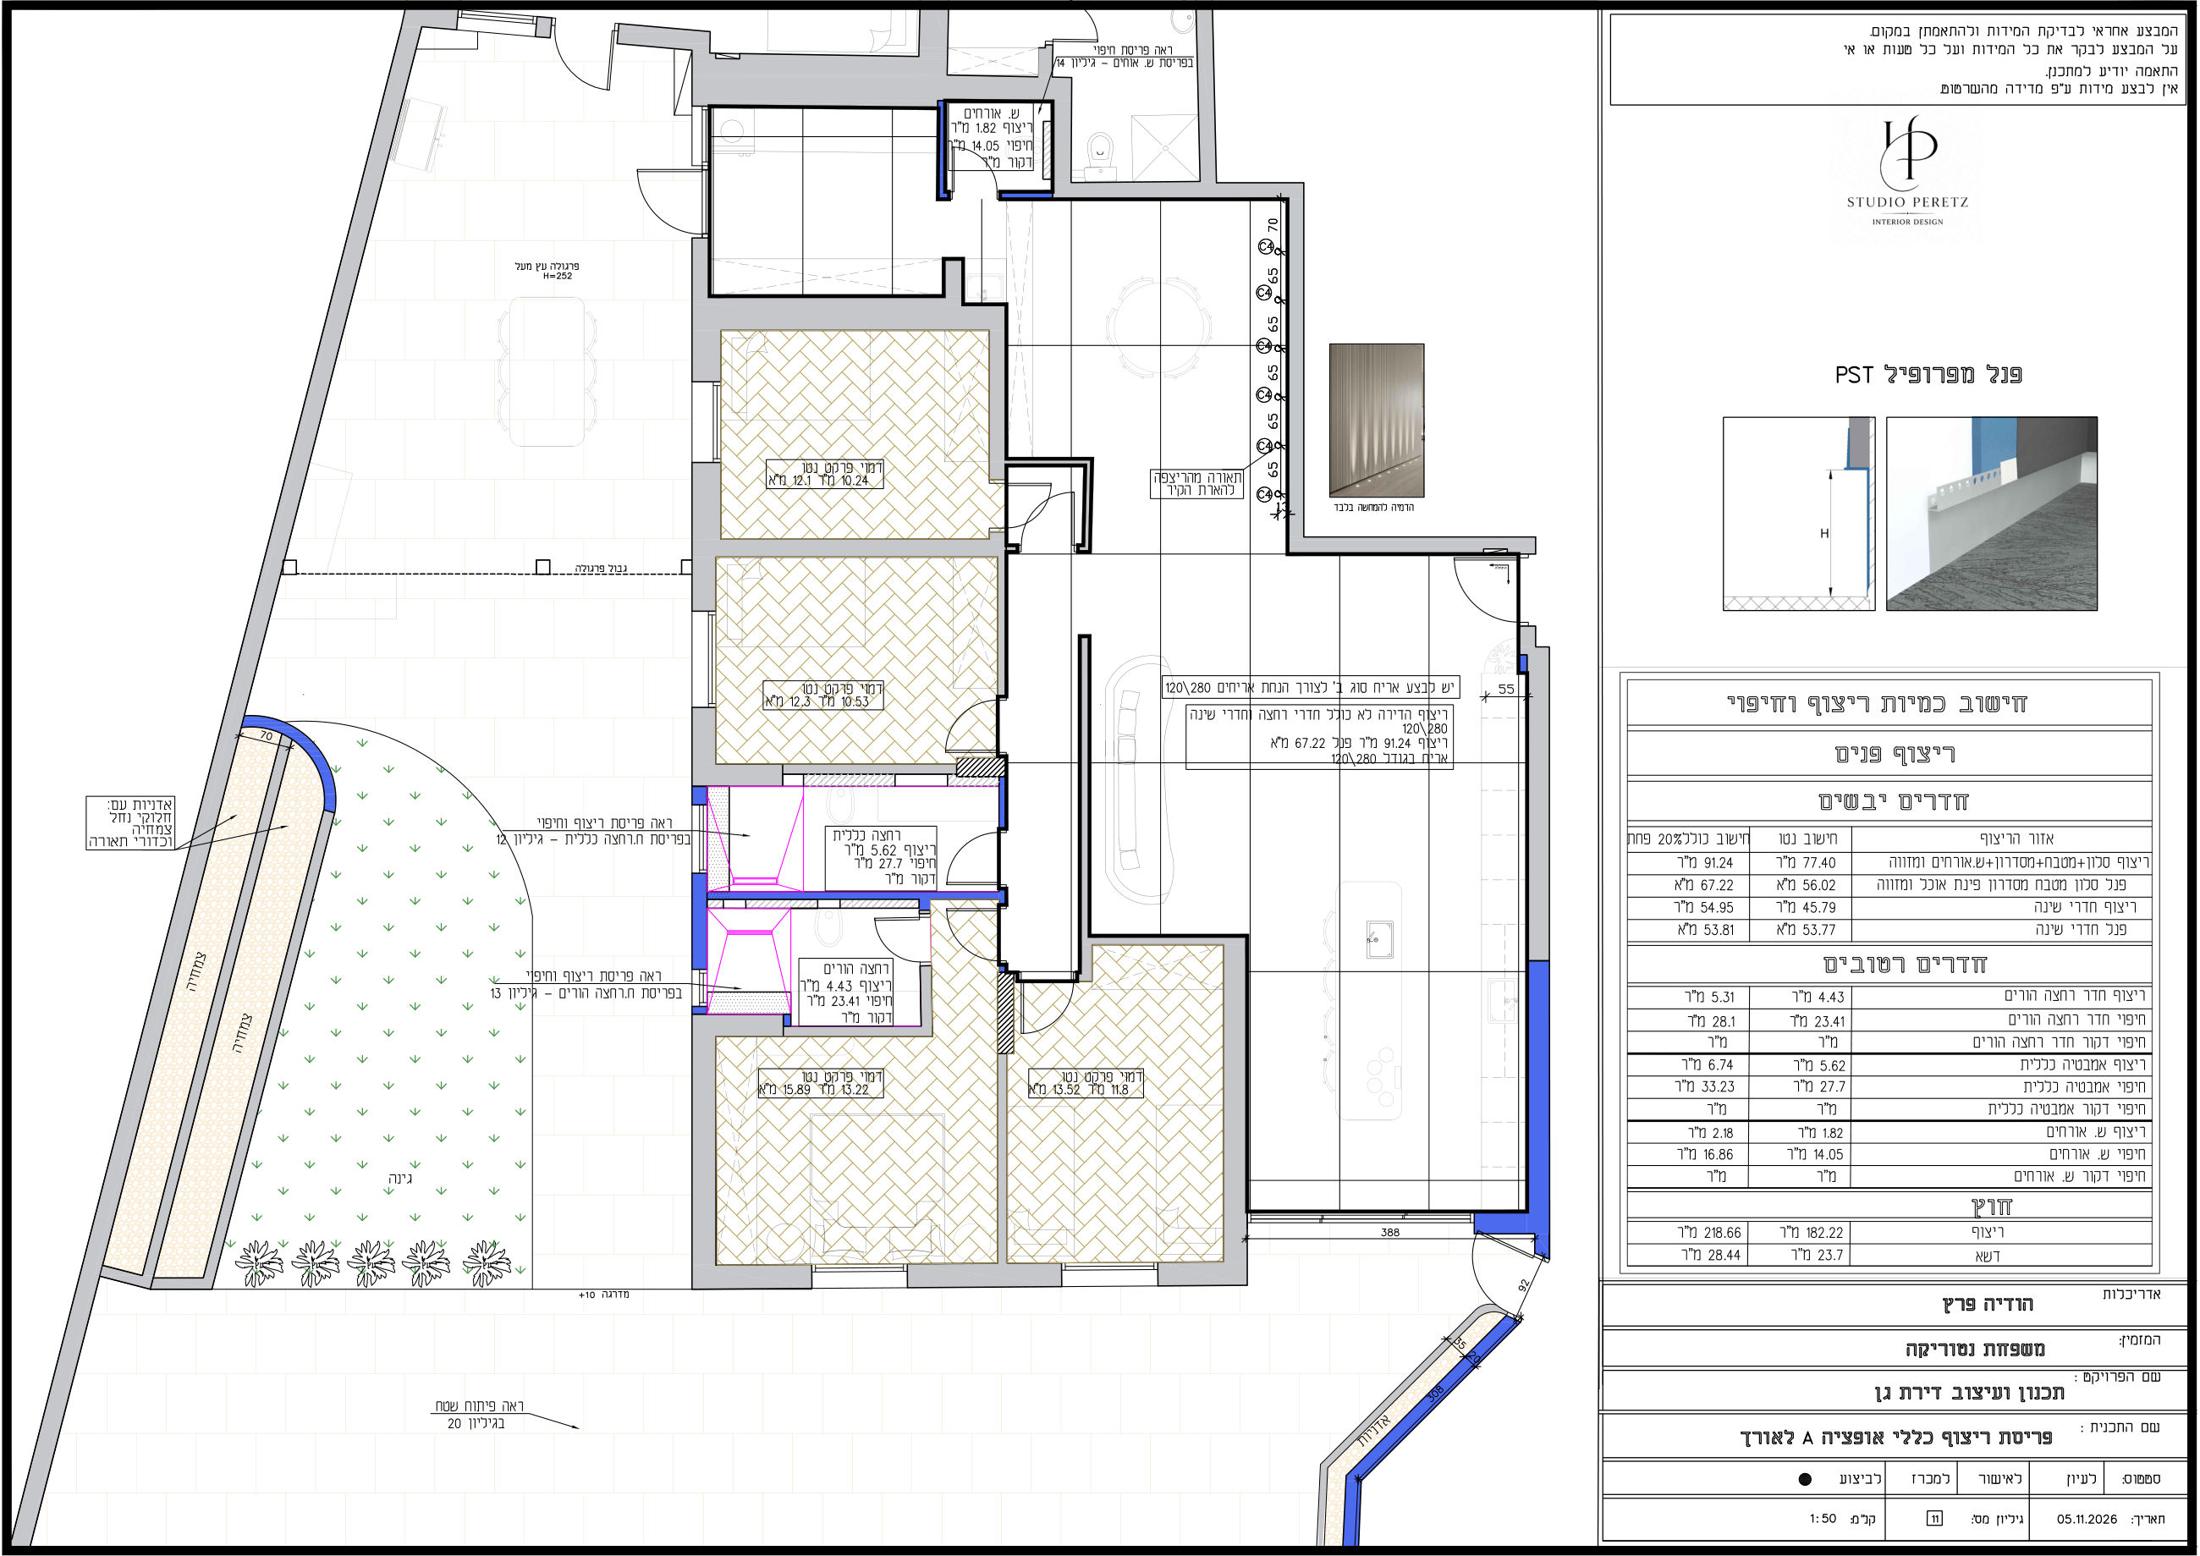 המבצע אחראי לבדיקת המידות ולהתאמתן במקום.
על המבצע לבקר את כל המידות ועל כל טעות או אי
התאמה יודיע למתכנן.
אין לבצע מידות ע"פ מדידה מהשרטוט
STUDIO PERETZ
INTERIOR DESIGN
פנל מפרופיל PST
H
חישוב כמויות ריצוף וחיפוי
ריצוף פנים
חדרים יבשים
אזור הריצוף חישוב נטו חישוב כולל 20% פחת
ריצוף סלון+מטבח+מסדרון+ש.אורחים ומזווה 77.40 מ"ר 91.24 מ"ר
פנל סלון מטבח מסדרון פינת אוכל ומזווה 56.02 מ"א 67.22 מ"א
ריצוף חדרי שינה 45.79 מ"ר 54.95 מ"ר
פנל חדרי שינה 53.77 מ"א 53.81 מ"א
חדרים רטובים
ריצוף חדר רחצה הורים 4.43 מ"ר 5.31 מ"ר
חיפוי חדר רחצה הורים 23.41 מ"ר 28.1 מ"ר
חיפוי דקור חדר רחצה הורים מ"ר מ"ר
ריצוף אמבטיה כללית 5.62 מ"ר 6.74 מ"ר
חיפוי אמבטיה כללית 27.7 מ"ר 33.23 מ"ר
חיפוי דקור אמבטיה כללית מ"ר מ"ר
ריצוף ש. אורחים 1.82 מ"ר 2.18 מ"ר
חיפוי ש. אורחים 14.05 מ"ר 16.86 מ"ר
חיפוי דקור ש. אורחים מ"ר מ"ר
חוץ
ריצוף 182.22 מ"ר 218.66 מ"ר
דשא 23.7 מ"ר 28.44 מ"ר
אדריכלות
הודיה פרץ
המזמין:
משפחת נטוריקה
שם הפרויקט :
תכנון ועיצוב דירת גן
שם התכנית :
פריסת ריצוף כללי אופציה A לאורך
סטטוס: לעיון לאישור למכרז לביצוע
תאריך: 05.11.2026 גיליון מס: 11 קנ"מ: 1:50
ראה פריסת חיפוי
בפריסת ש. אוחים - גיליון 14
ש. אורחים
ריצוף 1.82 מ"ר
חיפוי 14.05 מ"ר
דקור מ"ר
פרגולה עץ מעל
H=252
70
C4
65
C4
65
C4
65
C4
65
C4
65
C4
תאורה מהריצפה
להארת הקיר
הדמיה להמחשה בלבד
דמוי פרקט נטו
10.24 מ"ר 12.1 מ"א
גבול פרגולה
דמוי פרקט נטו
10.53 מ"ר 12.3 מ"א
יש לבצע אריח סוג ב' לצורך הנחת אריחים 120\280
55
ריצוף הדירה לא כולל חדרי רחצה וחדרי שינה
120\280
ריצוף 91.24 מ"ר פנל 67.22 מ"א
אריח בגודל 120\280
70
אדניות עם:
חלוקי נחל
צמחיה
וכדורי תאורה
ראה פריסת ריצוף וחיפוי
בפריסת ח.רחצה כללית - גיליון 12
רחצה כללית
ריצוף 5.62 מ"ר
חיפוי 27.7 מ"ר
דקור מ"ר
ראה פריסת ריצוף וחיפוי
בפריסת ח.רחצה הורים - גיליון 13
רחצה הורים
ריצוף 4.43 מ"ר
חיפוי 23.41 מ"ר
דקור מ"ר
צמחיה
צמחיה
דמוי פרקט נטו
13.22 מ"ר 15.89 מ"א
דמוי פרקט נטו
11.8 מ"ר 13.52 מ"א
גינה
388
92
מדרגה 10+
35
20
308
אדניות
ראה פיתוח שטח
בגיליון 20